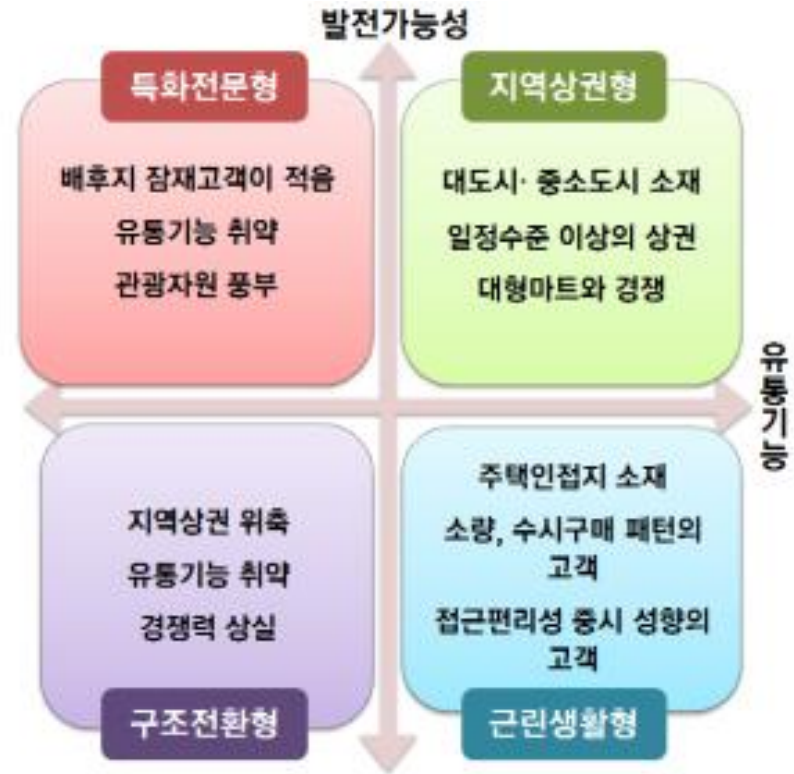 발전가능성
특화전문형
배후지 잠재고객이 적음
유통기능 취약
관광자원 풍부
지역상권형
대도시· 중소도시 소재
일정수준 이상의 상권
대형마트와 경쟁
유통기능
지역상권 위축
유통기능 취약
경쟁력 상실
구조전환형
주택인접지 소재
소량, 수시구매 패턴의
고객
접근편리성 중시 성향의
고객
근린생활형